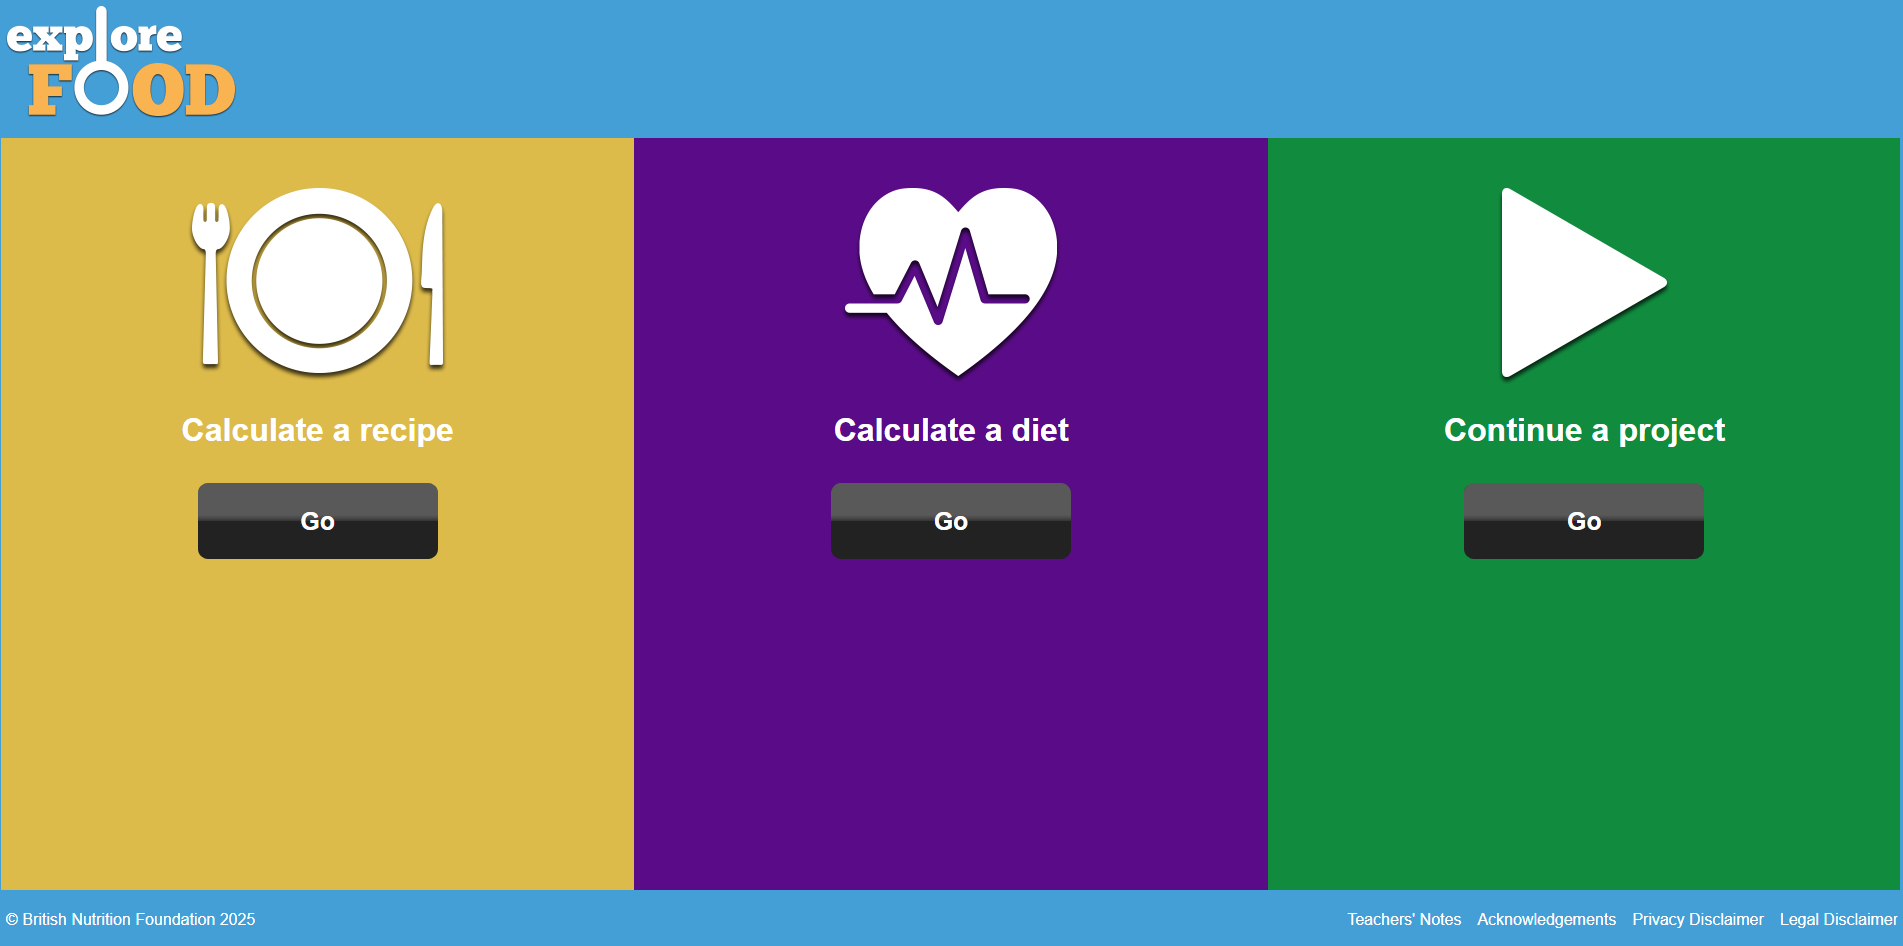 explore
FOOD
Calculate a recipe
Calculate a diet
Continue a project
Go
Go
Go
© British Nutrition Foundation 2025
Teachers' Notes Acknowledgements Privacy Disclaimer Legal Disclaimer